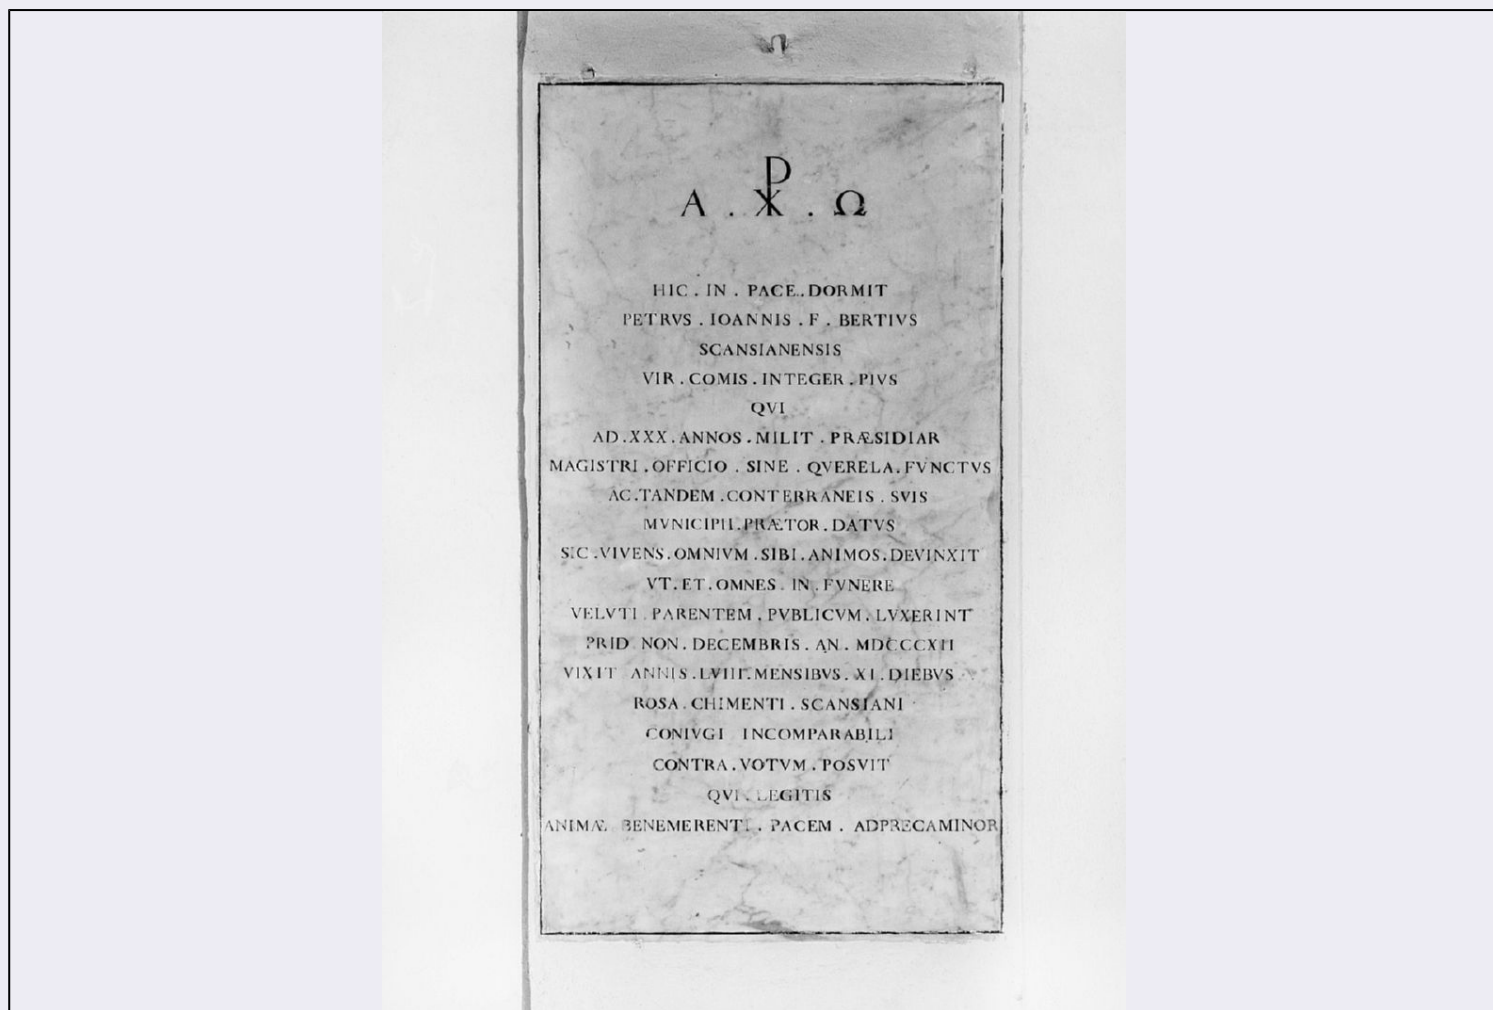 A . ☧ . Ω
HIC . IN . PACE . DORMIT
PETRVS . IOANNIS . F . BERTIVS
SCANSIANENSIS
VIR . COMIS . INTEGER . PIVS
QVI
AD . XXX . ANNOS . MILIT . PRÆSIDIAR
MAGISTRI . OFFICIO . SINE . QVERELA . FVNCTVS
AC . TANDEM . CONTERRANEIS . SVIS
MVNICIPII . PRÆTOR . DATVS
SIC . VIVENS . OMNIVM . SIBI . ANIMOS . DEVINXIT
VT . ET . OMNES . IN . FVNERE
VELVTI . PARENTEM . PVBLICVM . LVXERINT
PRID NON . DECEMBRIS . AN . MDCCCXII
VIXIT ANNIS . LVIII . MENSIBVS . XI . DIEBVS
ROSA . CHIMENTI . SCANSIANI
CONIVGI INCOMPARABILI
CONTRA . VOTVM . POSVIT
QVI . LEGITIS
ANIMÆ BENEMERENTI . PACEM . ADPRECAMINOR